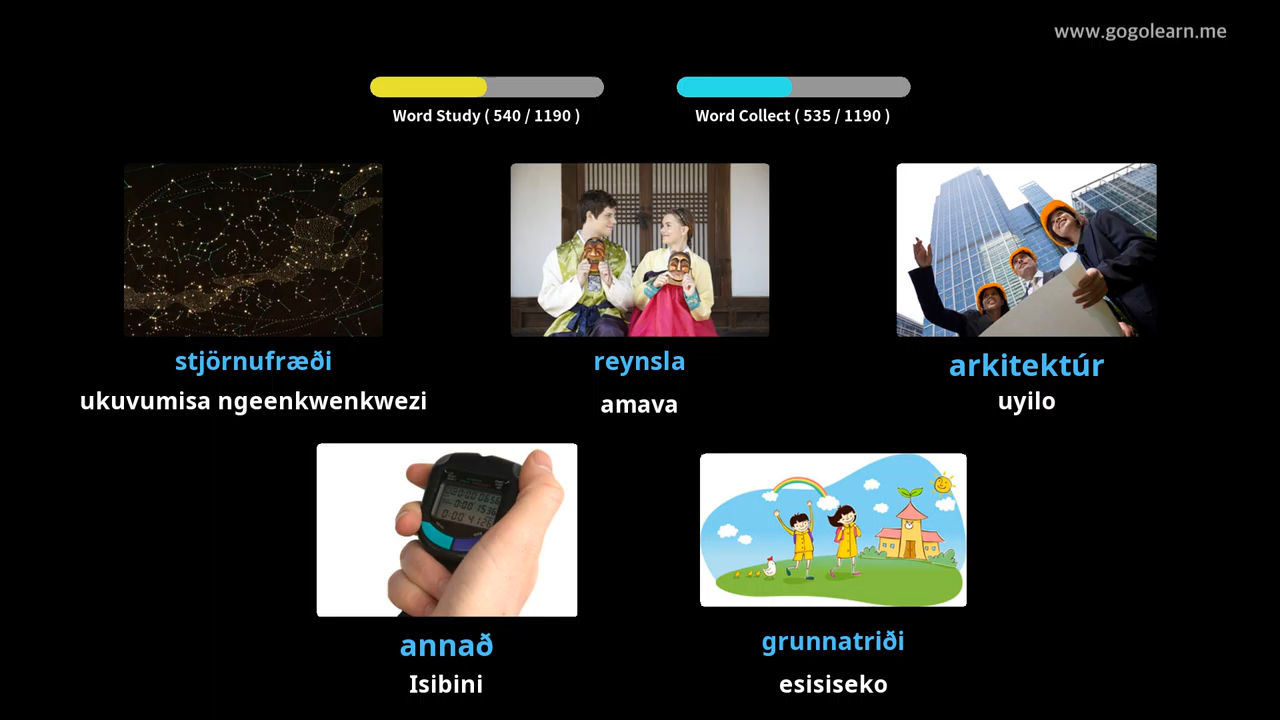 www.gogolearn.me
Word Study ( 540 / 1190 )
Word Collect ( 535 / 1190 )
stjörnufræði
ukuvumisa ngeenkwenkwezi
reynsla
amava
arkitektúr
uyilo
annað
Isibini
grunnatriði
esisiseko